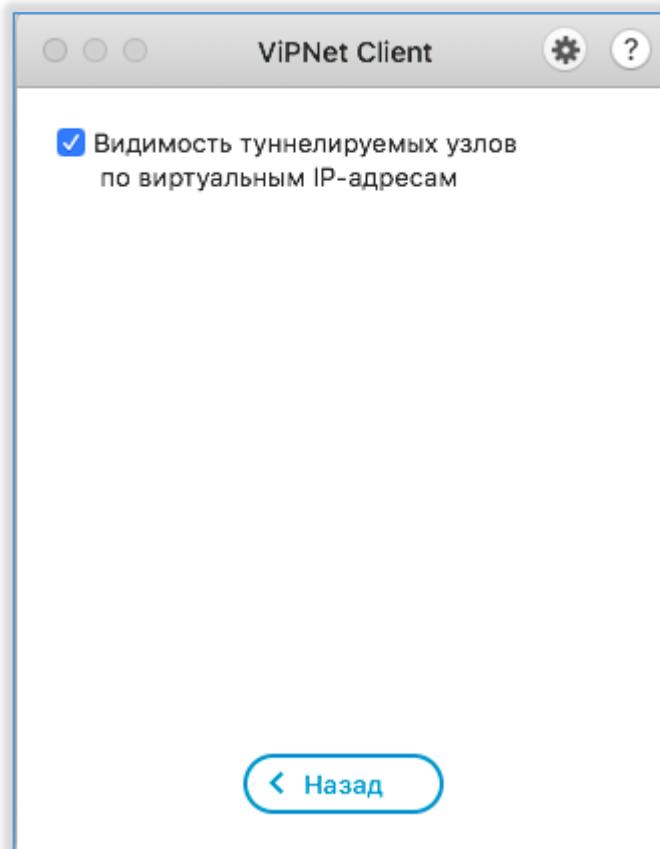 ViPNet Client
?
Видимость туннелируемых узлов
по виртуальным IP-адресам
Назад